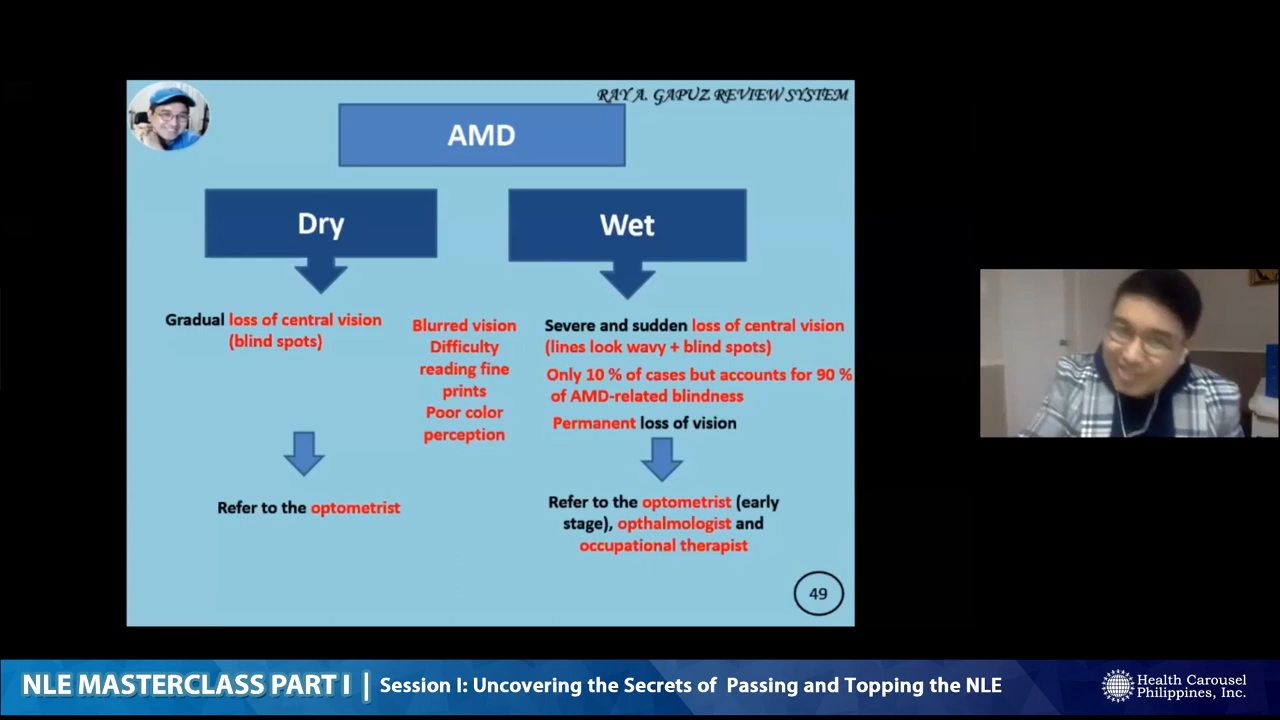 RAY A. GAPUZ REVIEW SYSTEM
AMD
Dry
Wet
Gradual loss of central vision
(blind spots)
Blurred vision
Difficulty
reading fine
prints
Poor color
perception
Severe and sudden loss of central vision
(lines look wavy + blind spots)
Only 10 % of cases but accounts for 90 %
of AMD-related blindness
Permanent loss of vision
Refer to the optometrist
Refer to the optometrist (early
stage), opthalmologist and
occupational therapist
49
NLE MASTERCLASS PART I | Session I: Uncovering the Secrets of Passing and Topping the NLE
Health Carousel
Philippines, Inc.